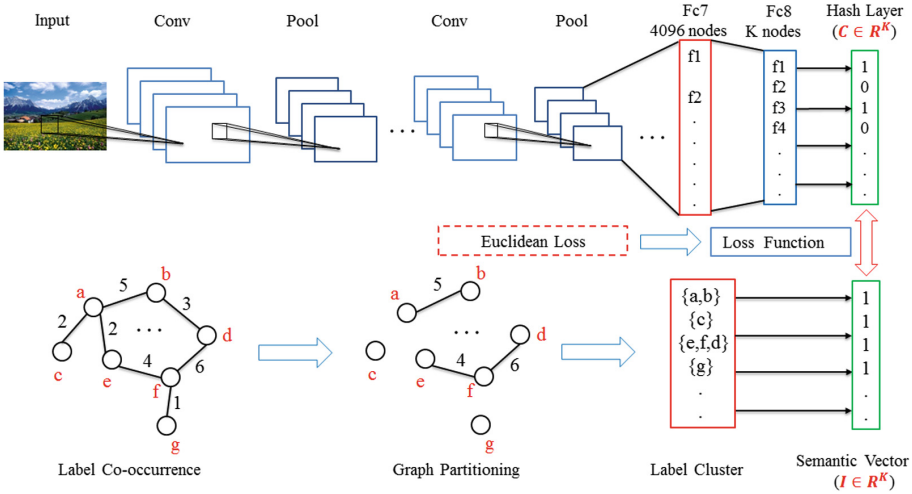 Input
Conv
Pool
Conv
Pool
Fc7
4096 nodes
Fc8
K nodes
Hash Layer
(C ∈ R^K)
f1
f2
.
.
.
.
.
f1
f2
f3
f4
.
.
.
1
0
1
0
.
.
.
...
...
Euclidean Loss
Loss Function
a
b
c
d
e
f
g
5
3
2
2
4
6
1
...
Label Co-occurrence
a
b
c
d
e
f
g
5
4
6
...
Graph Partitioning
{a,b}
{c}
{e,f,d}
{g}
.
.
Label Cluster
1
1
1
1
.
.
Semantic Vector
(I ∈ R^K)